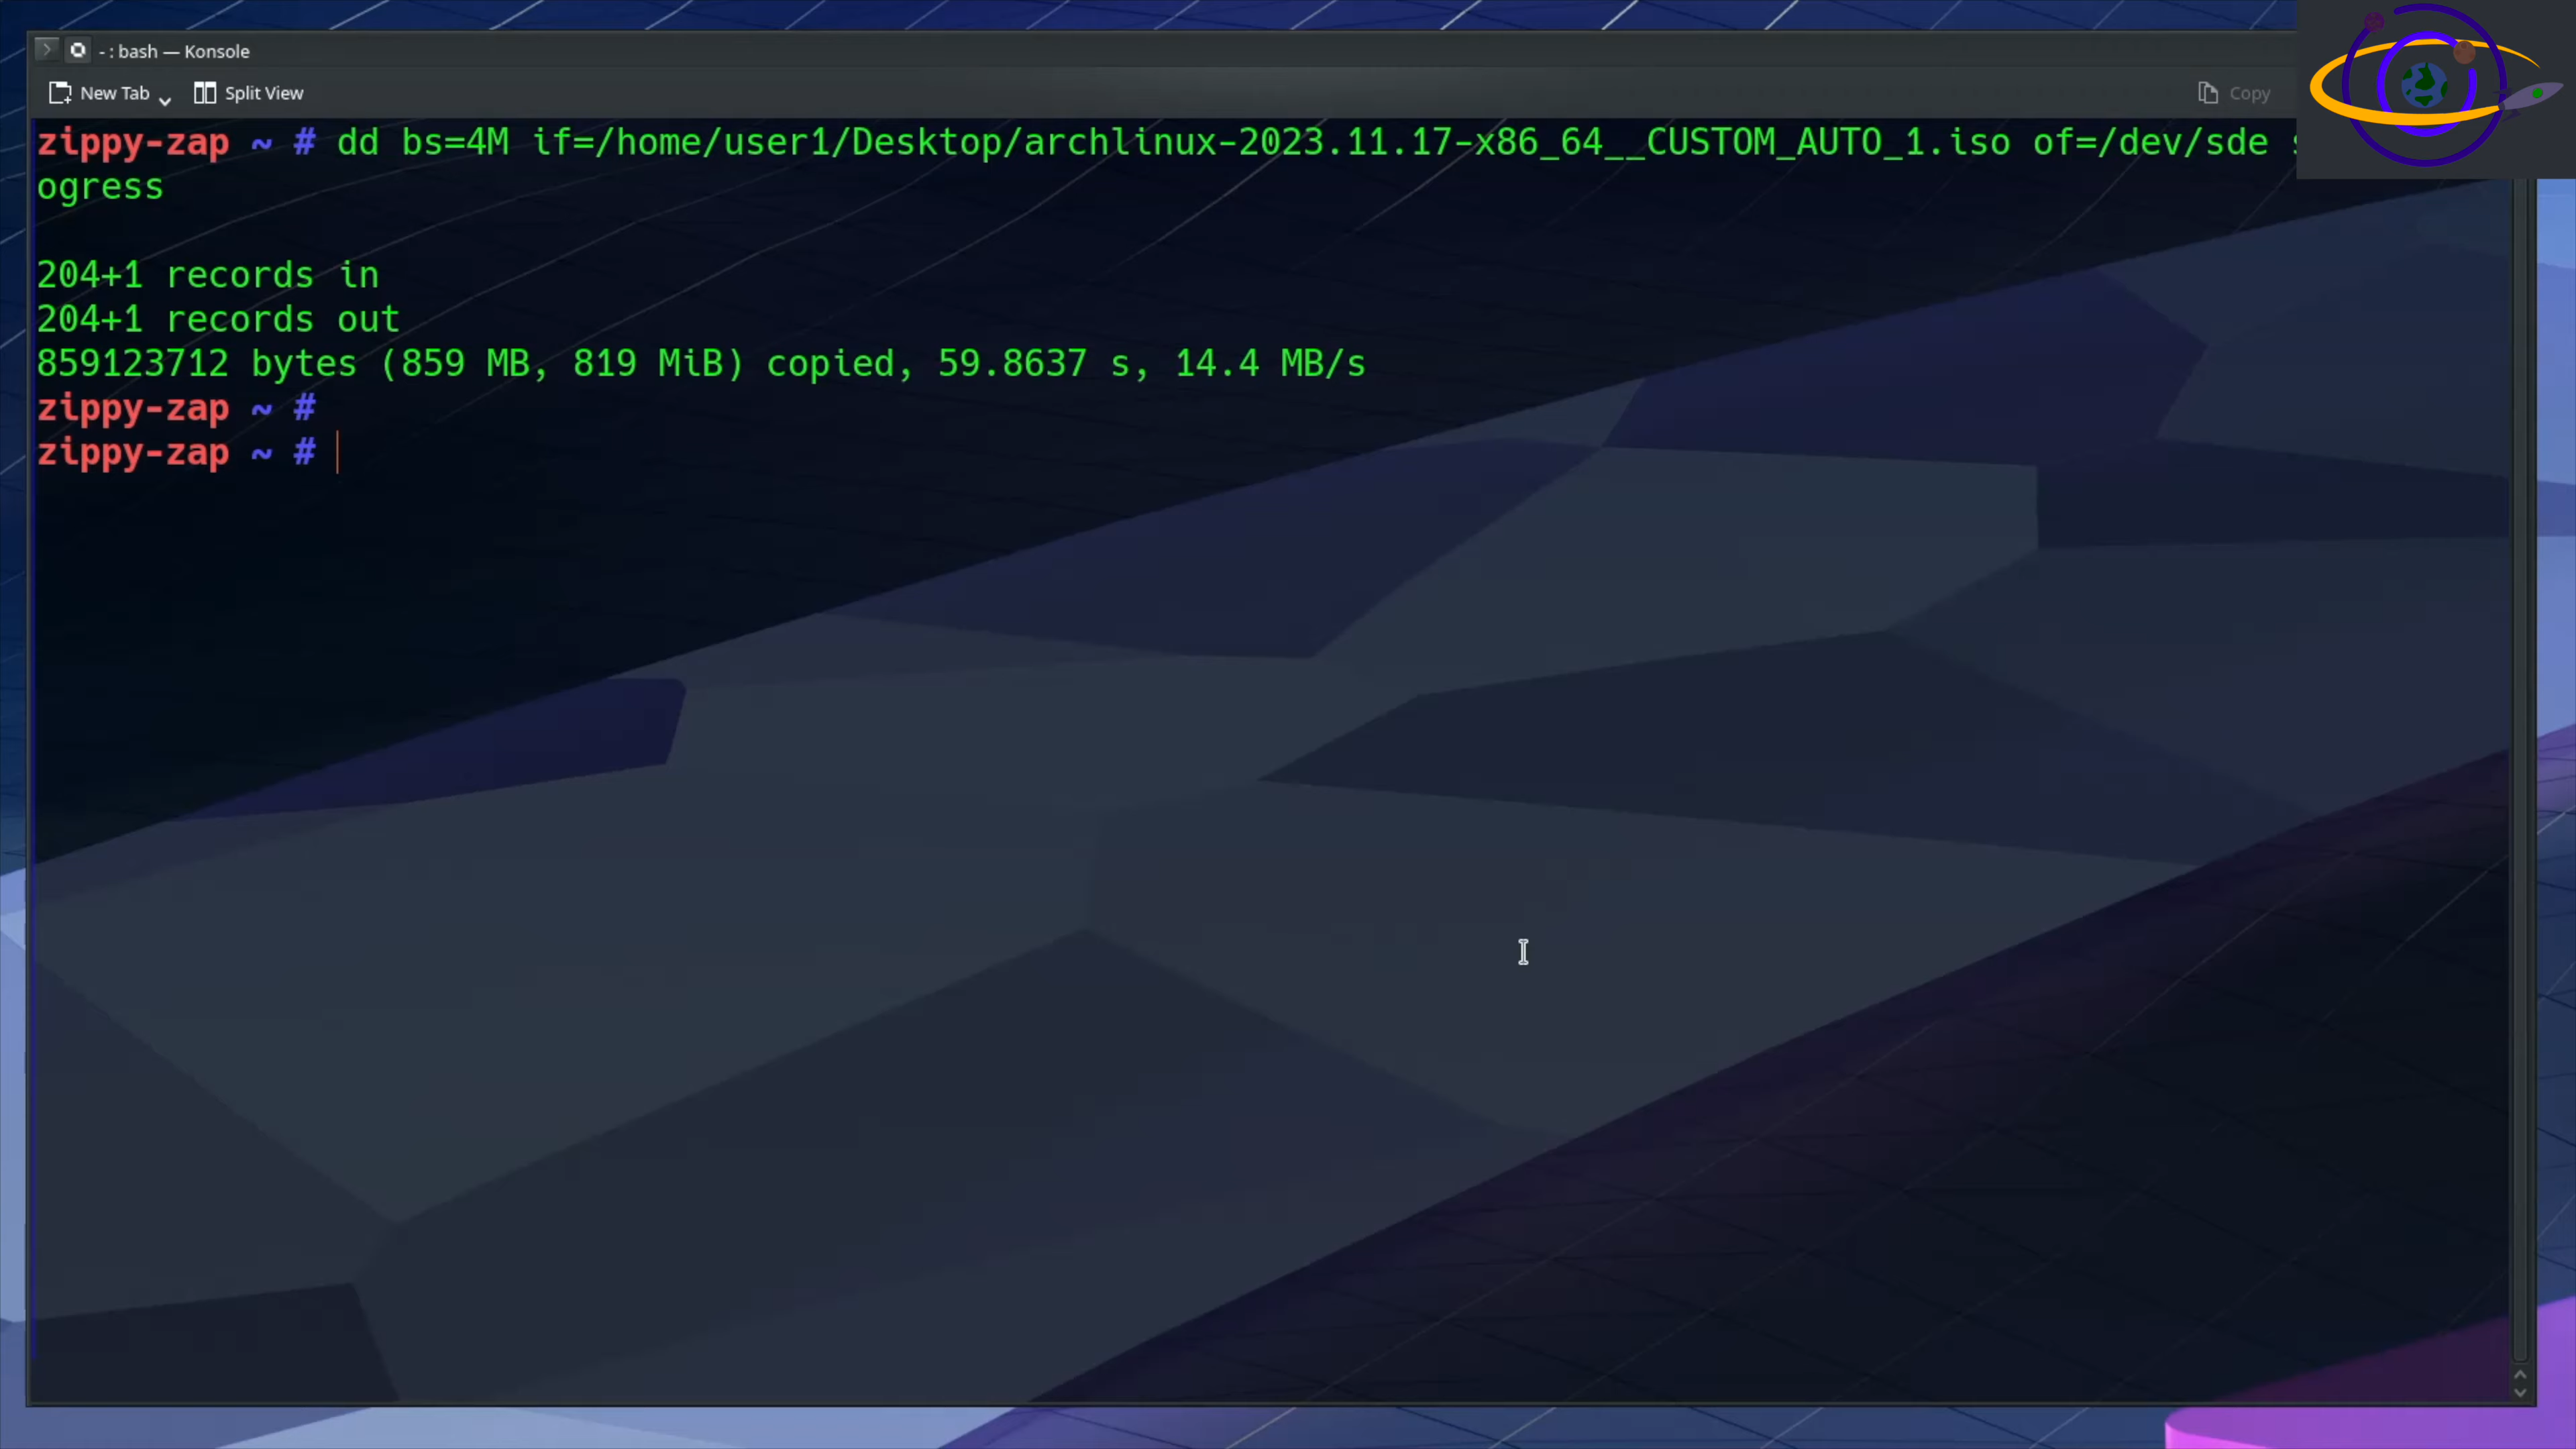 - : bash — Konsole
New Tab Split View Copy
zippy-zap ~ # dd bs=4M if=/home/user1/Desktop/archlinux-2023.11.17-x86_64__CUSTOM_AUTO_1.iso of=/dev/sde
ogress
204+1 records in
204+1 records out
859123712 bytes (859 MB, 819 MiB) copied, 59.8637 s, 14.4 MB/s
zippy-zap ~ #
zippy-zap ~ #